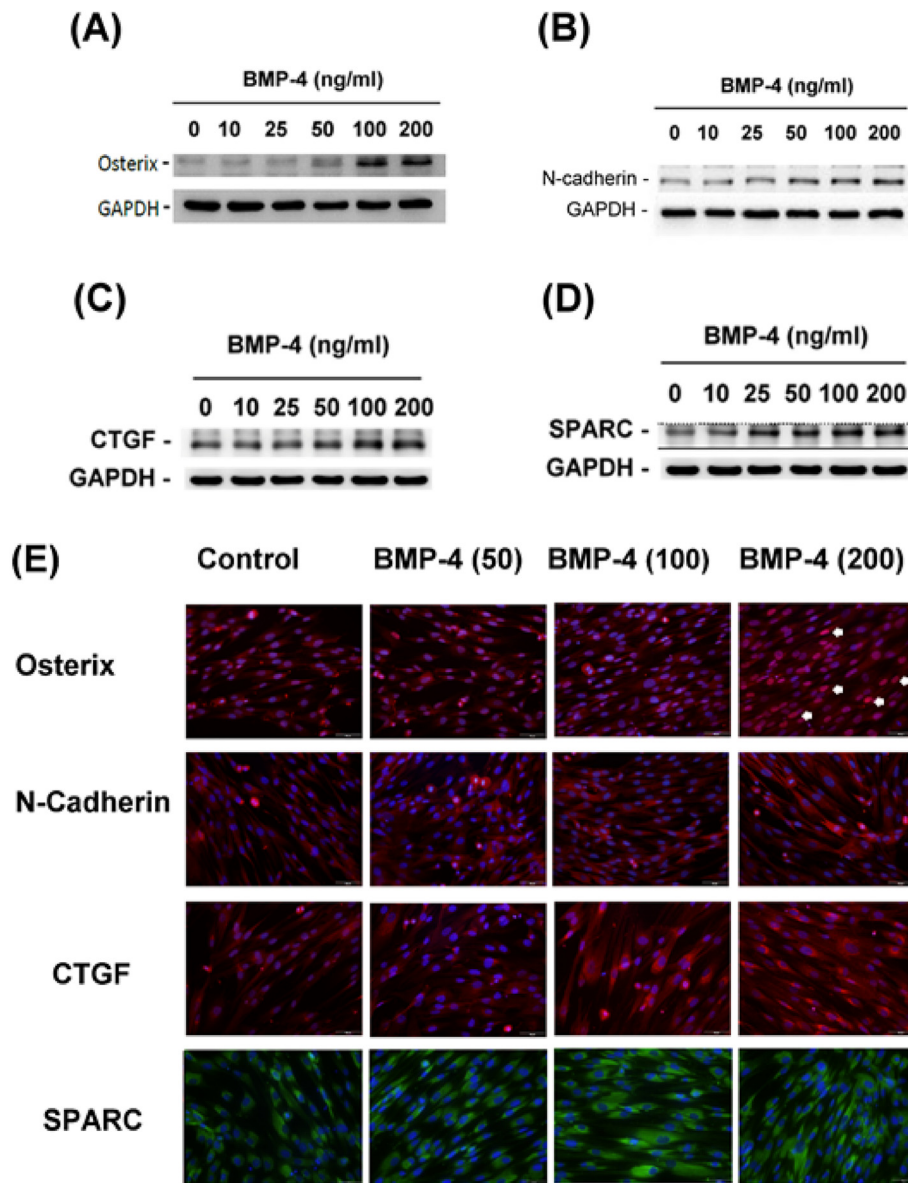 (A)
BMP-4 (ng/ml)
0 10 25 50 100 200
Osterix -
GAPDH -
(B)
BMP-4 (ng/ml)
0 10 25 50 100 200
N-cadherin -
GAPDH -
(C)
BMP-4 (ng/ml)
0 10 25 50 100 200
CTGF -
GAPDH -
(D)
BMP-4 (ng/ml)
0 10 25 50 100 200
SPARC -
GAPDH -
(E)
Control BMP-4 (50) BMP-4 (100) BMP-4 (200)
Osterix
N-Cadherin
CTGF
SPARC